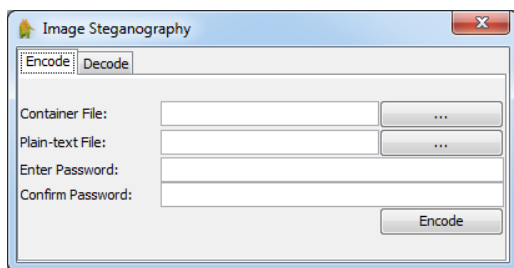 Image Steganography
Encode Decode
Container File: ...
Plain-text File: ...
Enter Password:
Confirm Password:
Encode